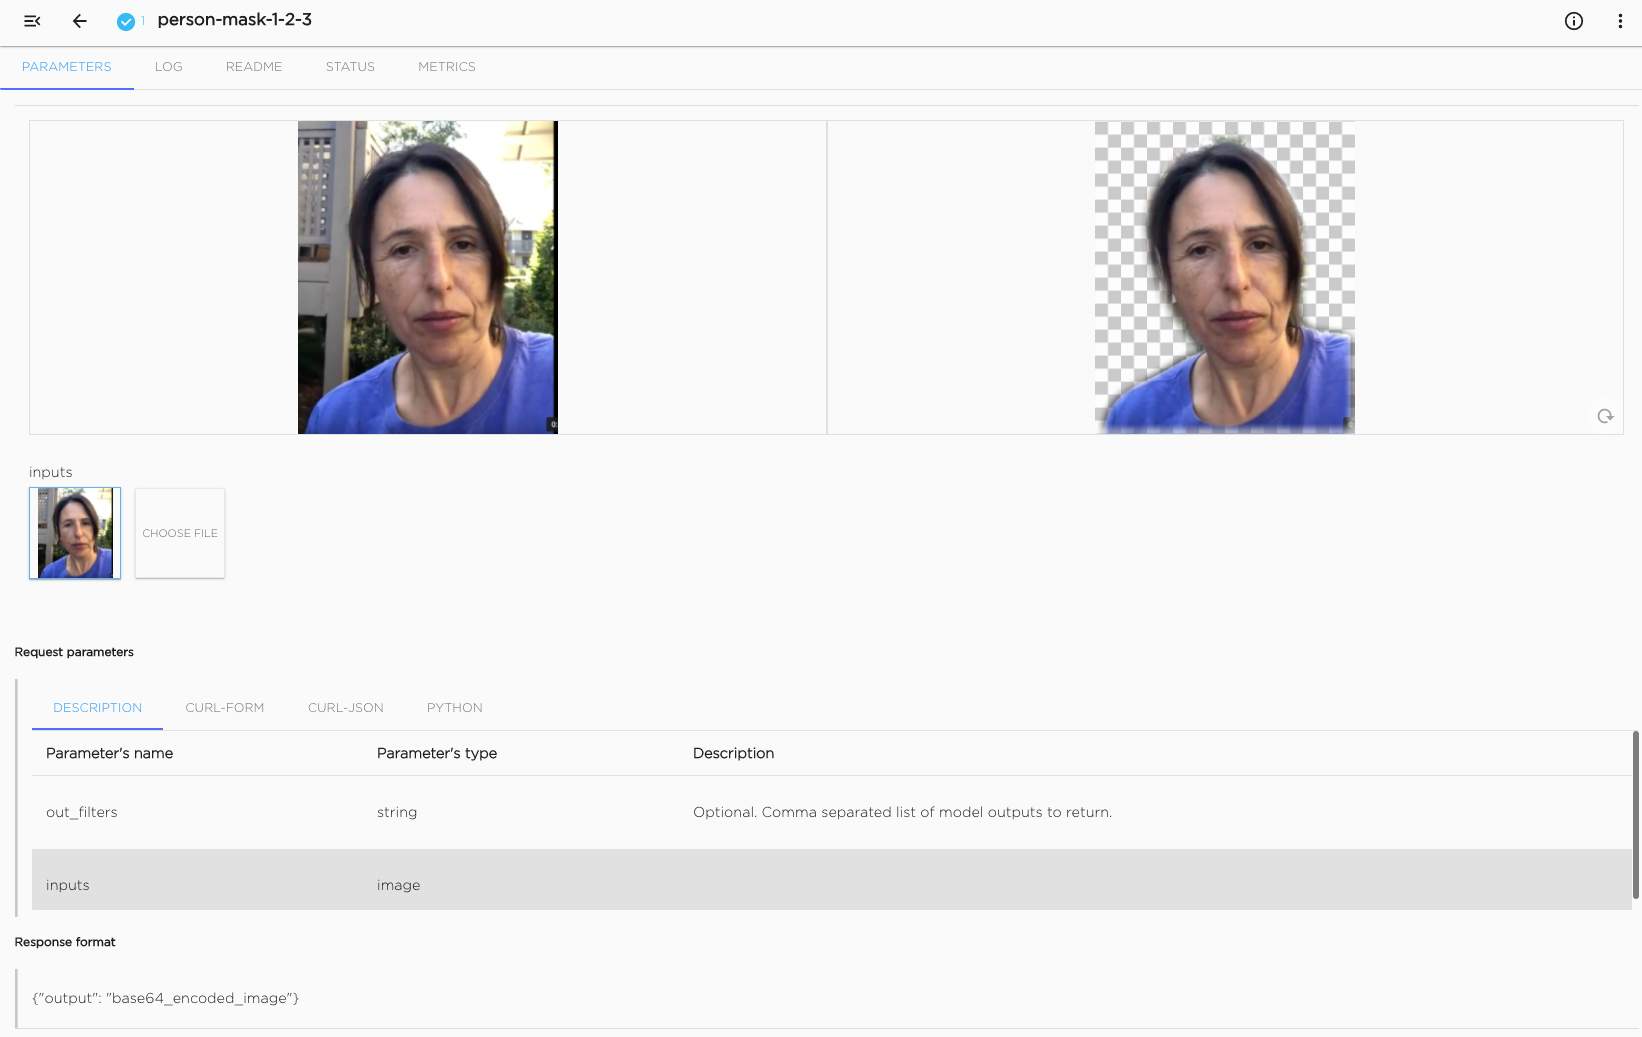 1 person-mask-1-2-3
PARAMETERS LOG README STATUS METRICS
inputs
CHOOSE FILE
Request parameters
DESCRIPTION CURL-FORM CURL-JSON PYTHON
Parameter's name Parameter's type Description
out_filters string Optional. Comma separated list of model outputs to return.
inputs image
Response format
{"output": "base64_encoded_image"}